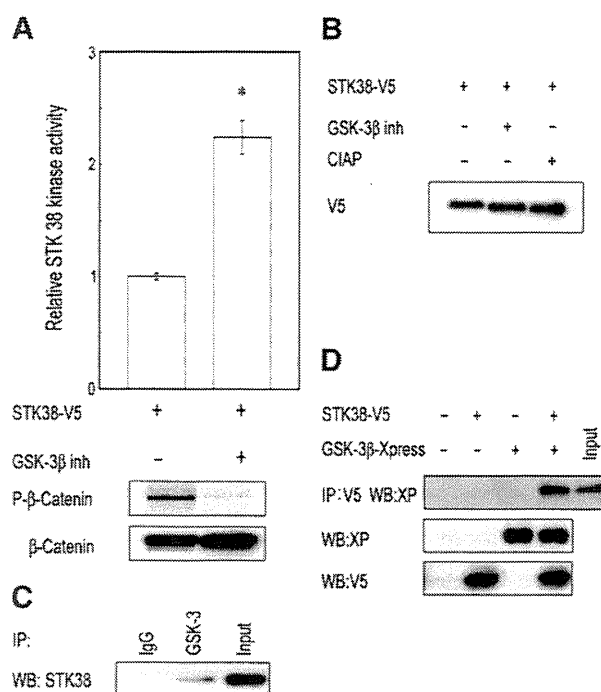 A
Relative STK 38 kinase activity
3
2
1
0
*
STK38-V5 + +
GSK-3β inh - +
P-β-Catenin
β-Catenin
B
STK38-V5 + + +
GSK-3β inh - + -
CIAP - - +
V5
C
IP: IgG GSK-3 Input
WB: STK38
D
STK38-V5 - + - +
GSK-3β-Xpress - - + + Input
IP:V5 WB:XP
WB:XP
WB:V5